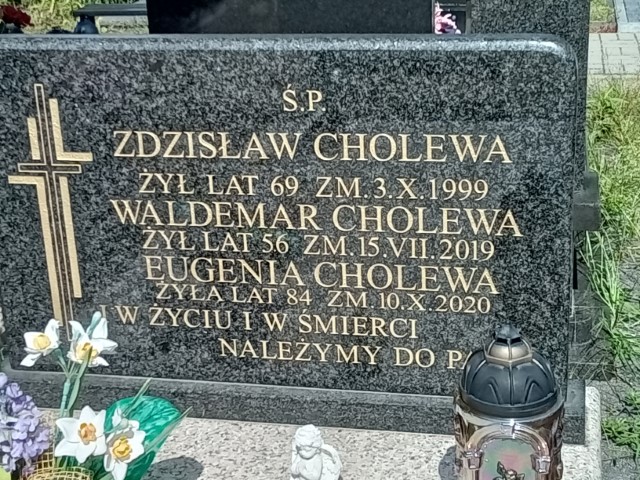 Ś.P.
ZDZISŁAW CHOLEWA
ŻYŁ LAT 69 ZM.3.X.1999
WALDEMAR CHOLEWA
ŻYŁ LAT 56 ZM.15.VII.2019
EUGENIA CHOLEWA
ŻYŁA LAT 84 ZM 10.X.2020
I W ŻYCIU I W ŚMIERCI
NALEŻYMY DO